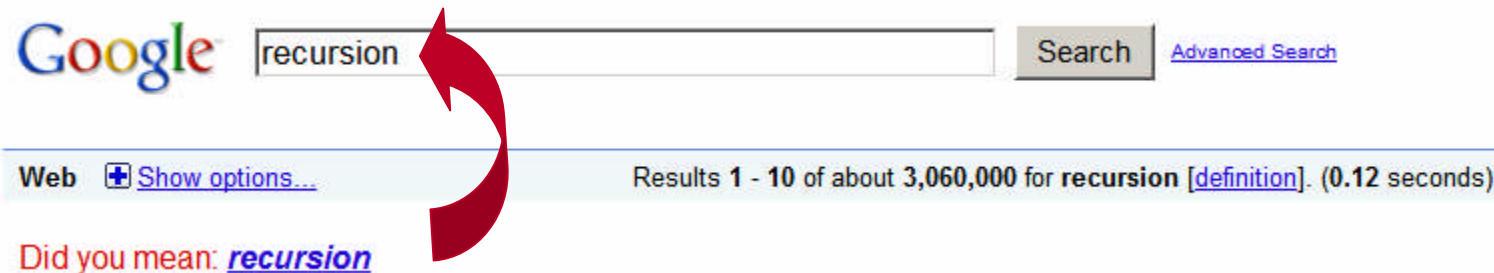 Google recursion Search Advanced Search
Web Show options... Results 1 - 10 of about 3,060,000 for recursion [definition]. (0.12 seconds)
Did you mean: recursion